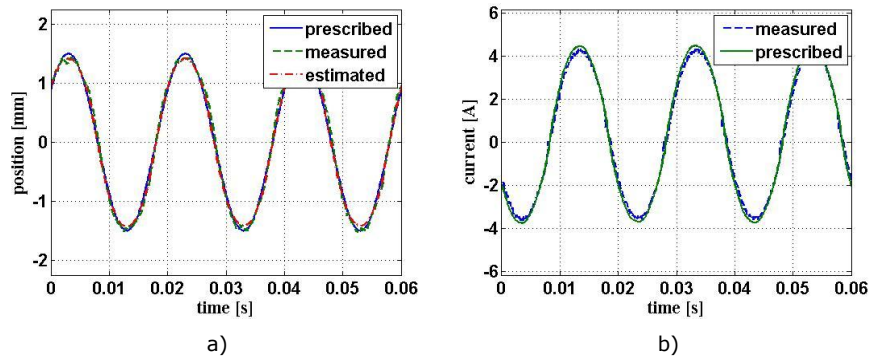 prescribed
measured
estimated
position [mm]
2
1
0
-1
-2
0 0.01 0.02 0.03 0.04 0.05 0.06
time [s]
a)
measured
prescribed
current [A]
6
4
2
0
-2
-4
-6
0 0.01 0.02 0.03 0.04 0.05 0.06
time [s]
b)